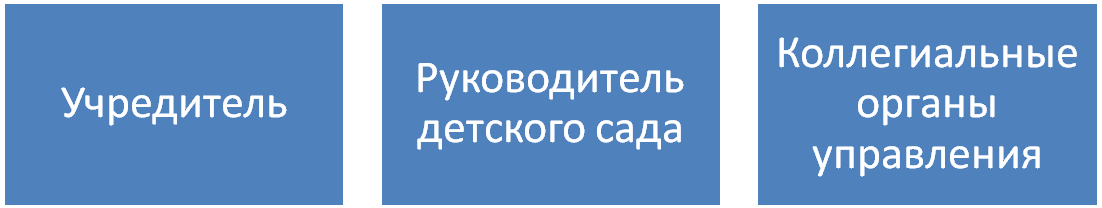 Учредитель
Руководитель
детского сада
Коллегиальные
органы
управления